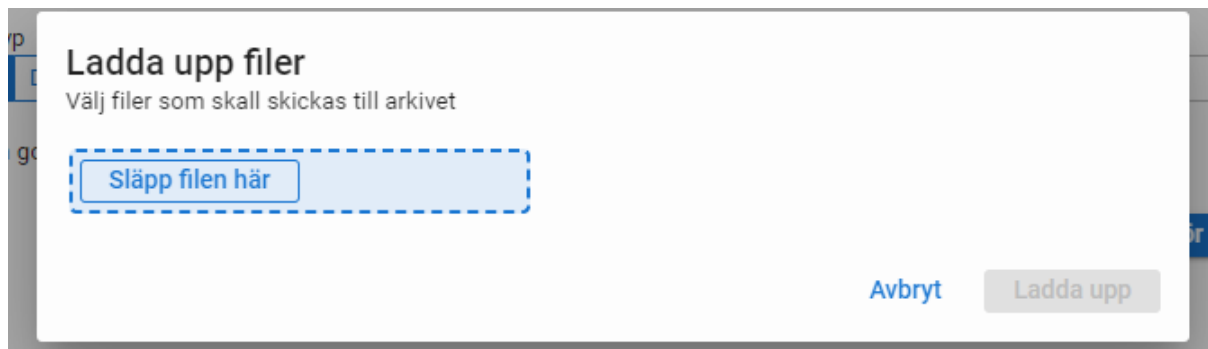 Ladda upp filer
Välj filer som skall skickas till arkivet
Släpp filen här
Avbryt
Ladda upp